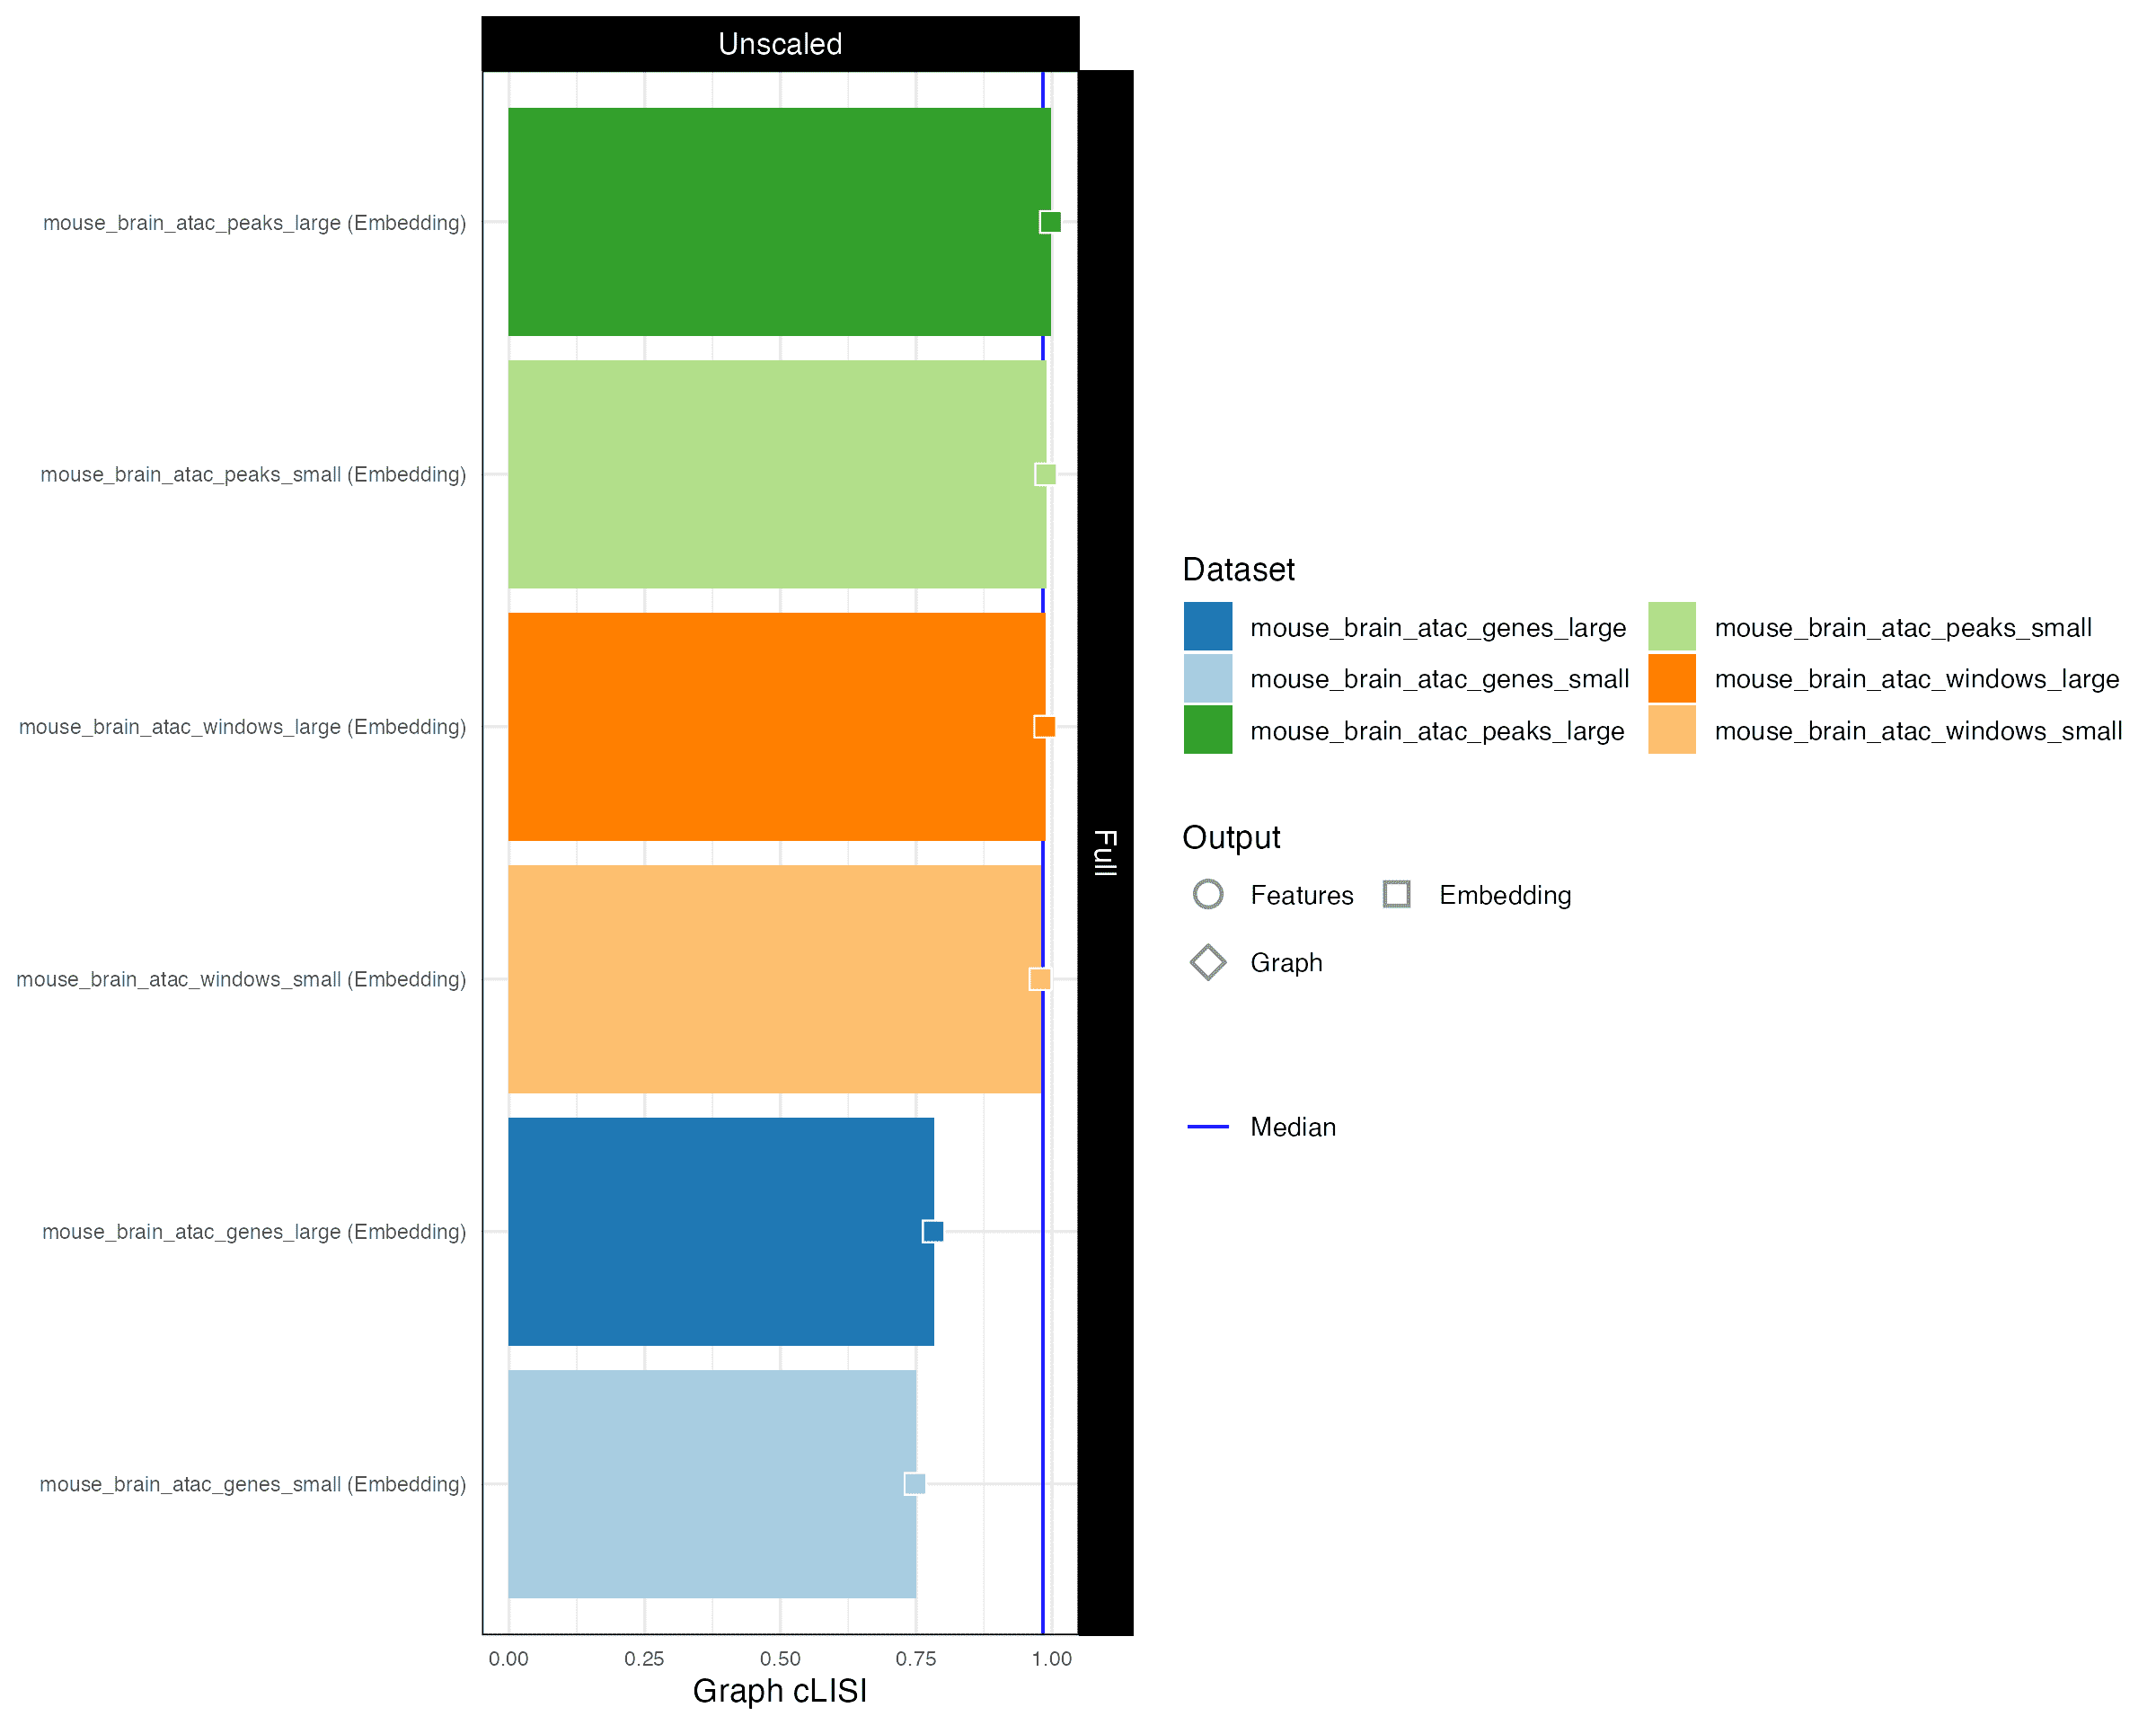 Unscaled
mouse_brain_atac_peaks_large (Embedding)
mouse_brain_atac_peaks_small (Embedding)
mouse_brain_atac_windows_large (Embedding)
mouse_brain_atac_windows_small (Embedding)
mouse_brain_atac_genes_large (Embedding)
mouse_brain_atac_genes_small (Embedding)
0.00 0.25 0.50 0.75 1.00
Graph cLISI
Full
Dataset
mouse_brain_atac_genes_large mouse_brain_atac_peaks_small
mouse_brain_atac_genes_small mouse_brain_atac_windows_large
mouse_brain_atac_peaks_large mouse_brain_atac_windows_small
Output
Features Embedding
Graph
Median